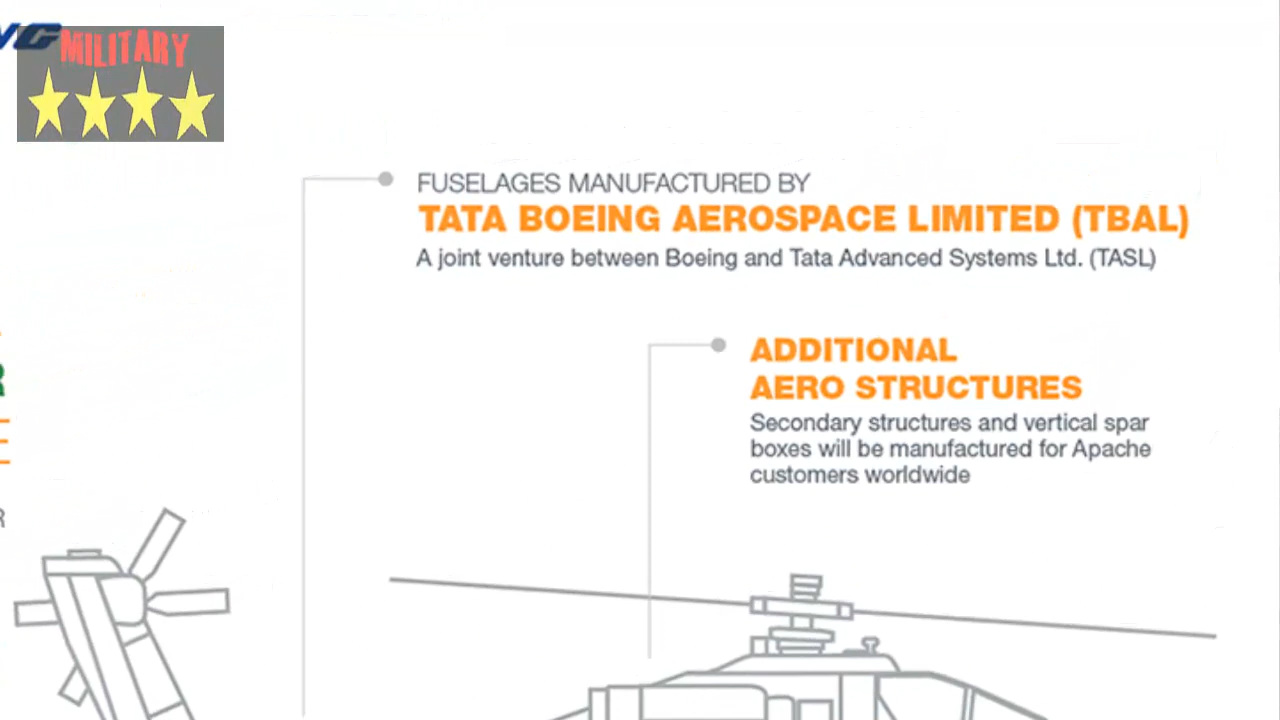 MILITARY
FUSELAGES MANUFACTURED BY
TATA BOEING AEROSPACE LIMITED (TBAL)
A joint venture between Boeing and Tata Advanced Systems Ltd. (TASL)
ADDITIONAL
AERO STRUCTURES
Secondary structures and vertical spar
boxes will be manufactured for Apache
customers worldwide